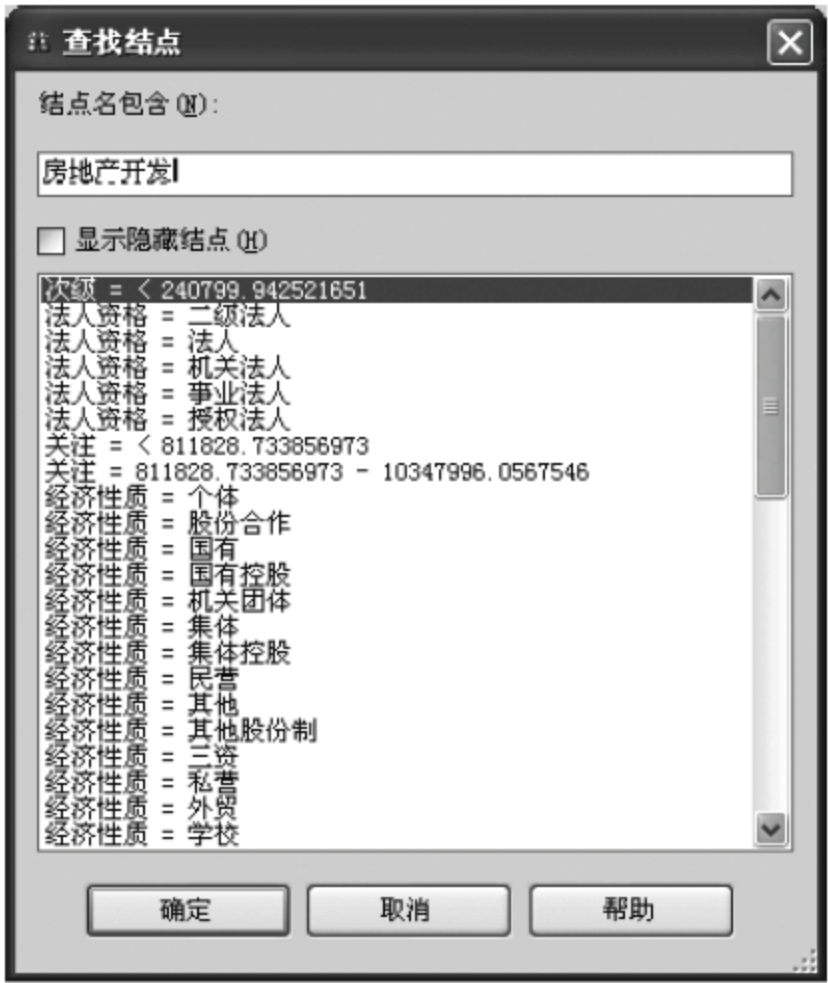 查找结点
结点名包含(N):
房地产开发
显示隐藏结点(H)
次级 = < 240799.942521651
法人资格 = 二级法人
法人资格 = 法人
法人资格 = 机关法人
法人资格 = 事业法人
法人资格 = 授权法人
关注 = < 811828.733856973
关注 = 811828.733856973 - 10347996.0567546
经济性质 = 个体
经济性质 = 股份合作
经济性质 = 国有
经济性质 = 国有控股
经济性质 = 机关团体
经济性质 = 集体
经济性质 = 集体控股
经济性质 = 民营
经济性质 = 其他
经济性质 = 其他股份制
经济性质 = 三资
经济性质 = 私营
经济性质 = 外贸
经济性质 = 学校
确定 取消 帮助